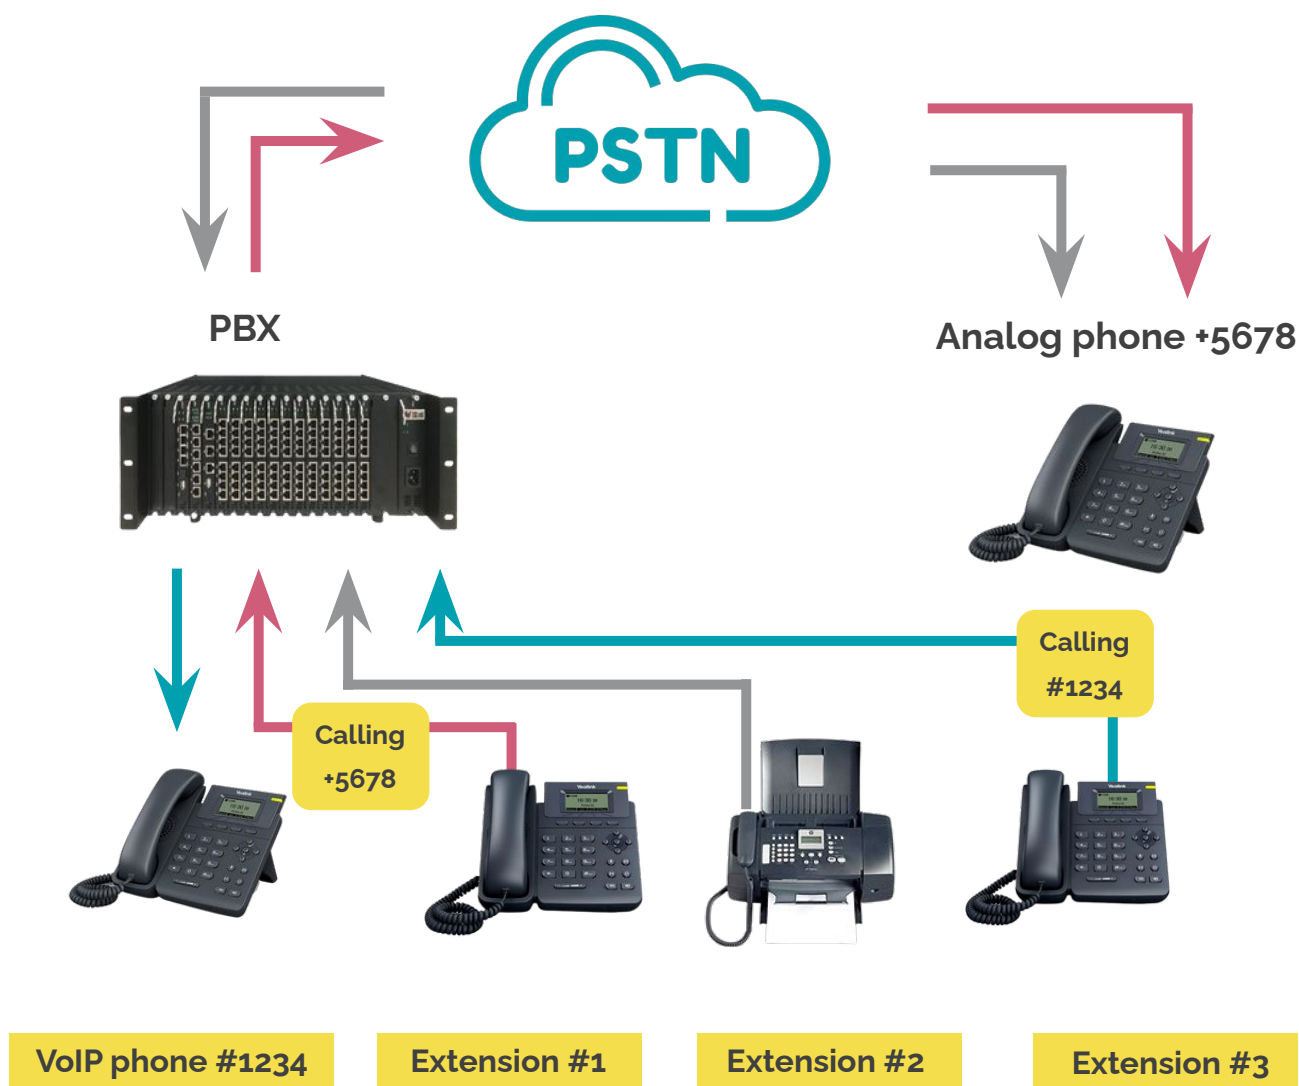 PSTN
PBX
Analog phone +5678
Calling
#1234
Calling
+5678
VoIP phone #1234
Extension #1
Extension #2
Extension #3